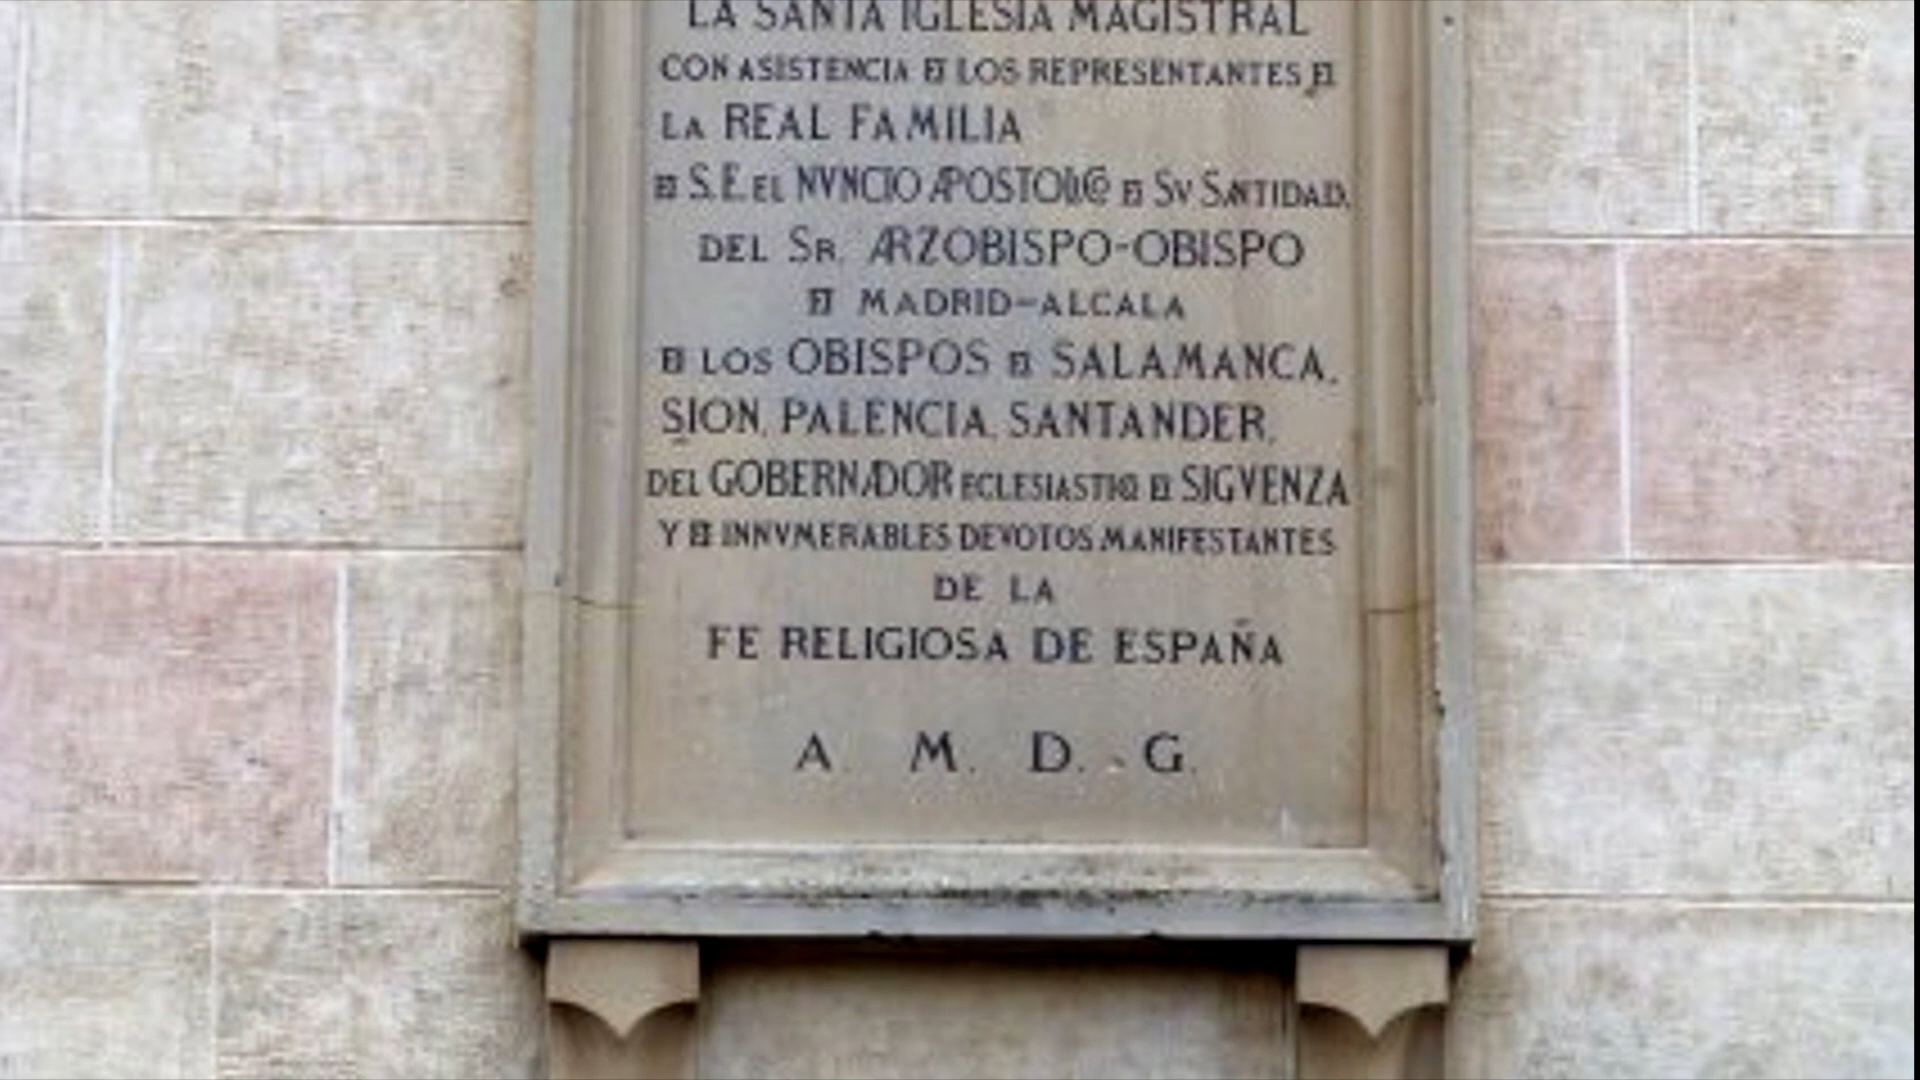 LA SANTA IGLESIA MAGISTRAL
CON ASISTENCIA DE LOS REPRESENTANTES DE
LA REAL FAMILIA
DE S. E. EL NVNCIO APOSTOLICO DE SV SANTIDAD,
DEL SR. ARZOBISPO-OBISPO
DE MADRID-ALCALA
DE LOS OBISPOS DE SALAMANCA,
SION, PALENCIA, SANTANDER,
DEL GOBERNADOR ECLESIASTICO DE SIGVENZA
Y DE INNVMERABLES DEVOTOS MANIFESTANTES
DE LA
FE RELIGIOSA DE ESPAÑA
A. M. D. G.